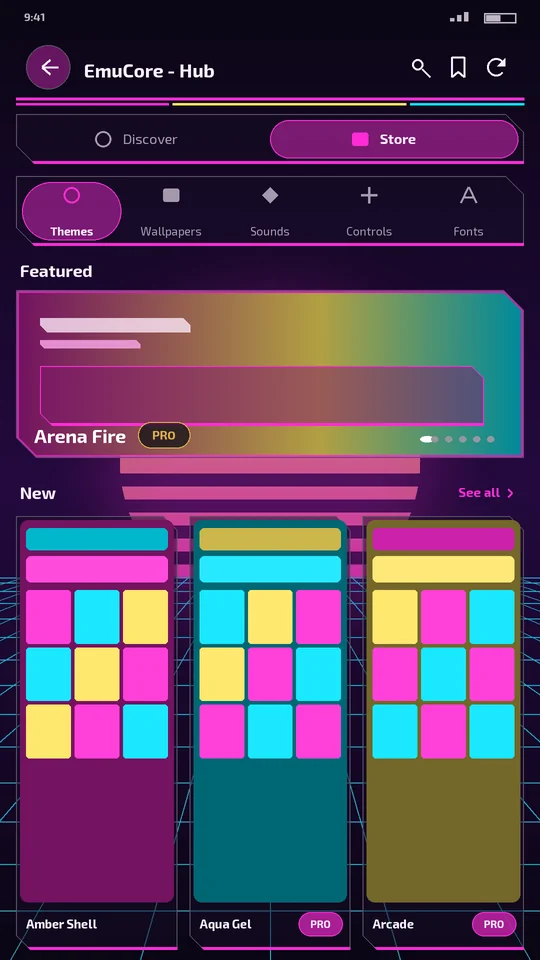 9:41
EmuCore - Hub
Discover
Store
Themes
Wallpapers
Sounds
Controls
Fonts
Featured
Arena Fire
PRO
New
See all
Amber Shell
Aqua Gel
PRO
Arcade
PRO